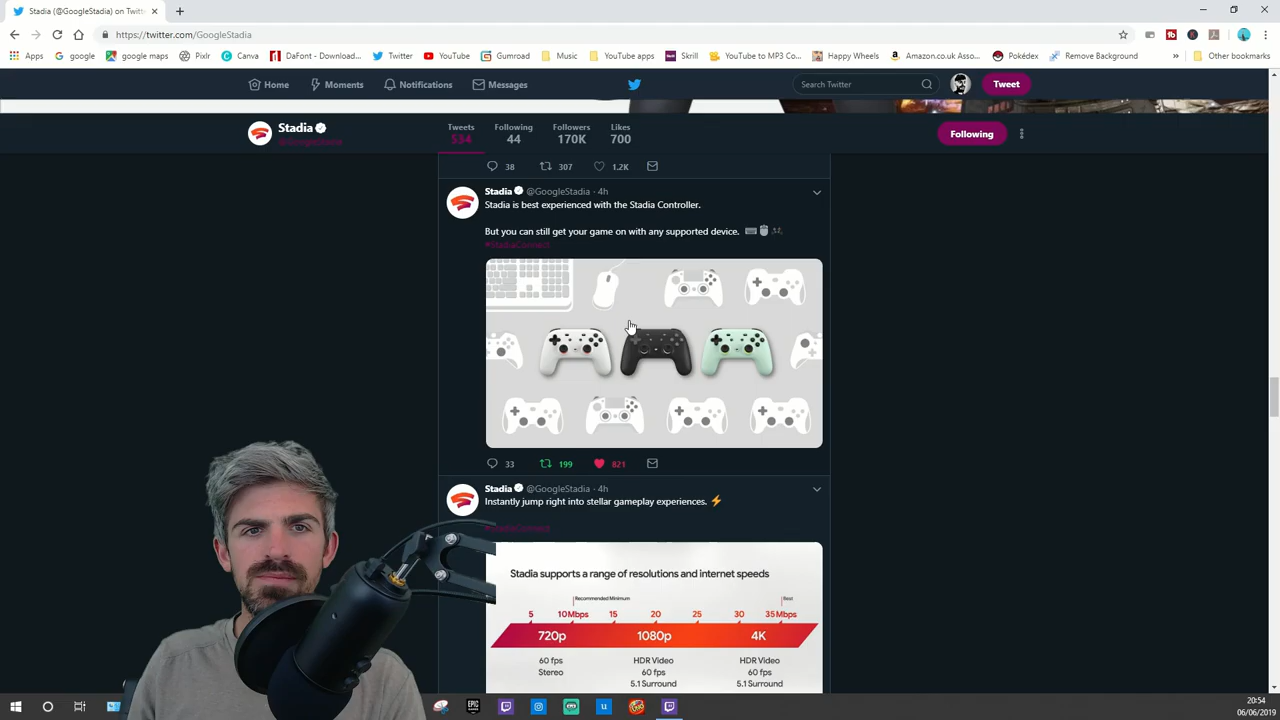 Stadia (@GoogleStadia) on Twitt
https://twitter.com/GoogleStadia
Apps
google
google maps
Pixlr
Canva
DaFont - Download...
Twitter
YouTube
Gumroad
Music
YouTube apps
Skrill
YouTube to MP3 Co...
Happy Wheels
Amazon.co.uk Asso...
Pokédex
Remove Background
»
Other bookmarks
Home
Moments
Notifications
Messages
Search Twitter
Tweet
Stadia
@GoogleStadia
Tweets
534
Following
44
Followers
170K
Likes
700
Following
38
307
1.2K
Stadia @GoogleStadia · 4h
Stadia is best experienced with the Stadia Controller.
But you can still get your game on with any supported device.
#StadiaConnect
33
199
821
Stadia @GoogleStadia · 4h
Instantly jump right into stellar gameplay experiences.
#StadiaConnect
Stadia supports a range of resolutions and internet speeds
Recommended Minimum
Best
5 10Mbps 15 20 25 30 35Mbps
720p 1080p 4K
60 fps HDR Video HDR Video
Stereo 60 fps 60 fps
5.1 Surround 5.1 Surround
20:54
06/06/2019